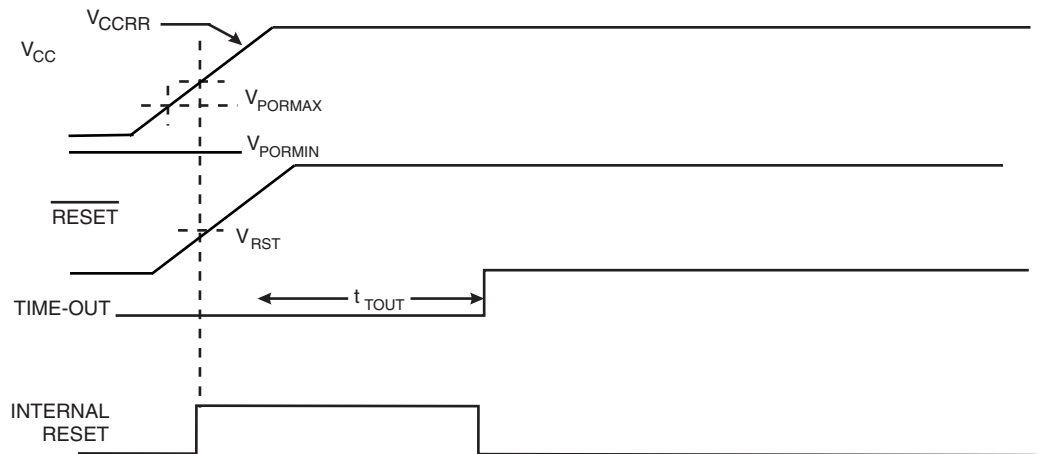 VCCRR
VCC
VPORMAX
VPORMIN
RESET
VRST
tTOUT
TIME-OUT
INTERNAL
RESET